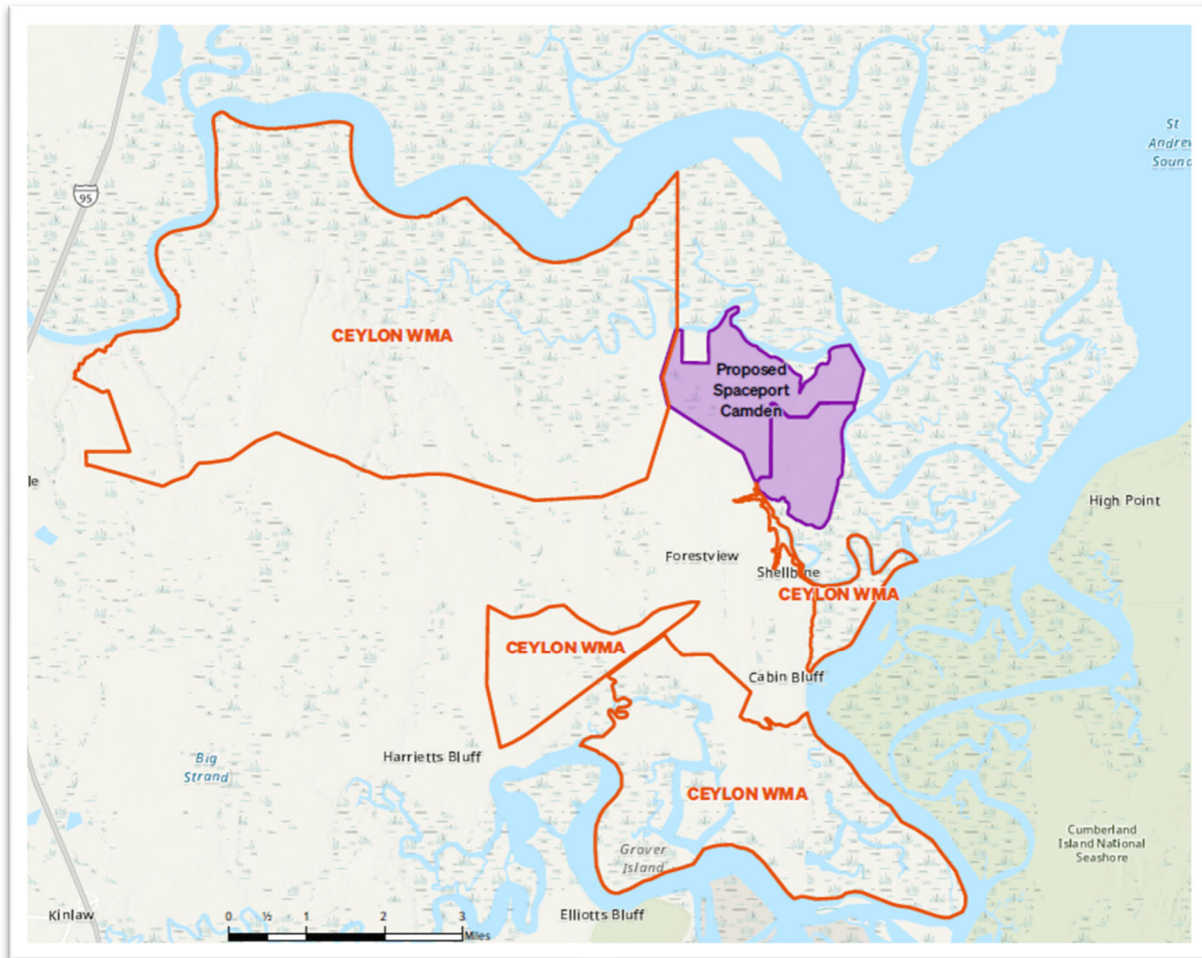 St
Andrew
Sound
95
CEYLON WMA
Proposed
Spaceport
Camden
le
High Point
Forestview
Shellbine
CEYLON WMA
CEYLON WMA
Cabin Bluff
Harrietts Bluff
Big
Strand
CEYLON WMA
Cumberland
Island National
Seashore
Grover
Island
Kinlaw
0 ½ 1 2 3
Miles
Elliotts Bluff